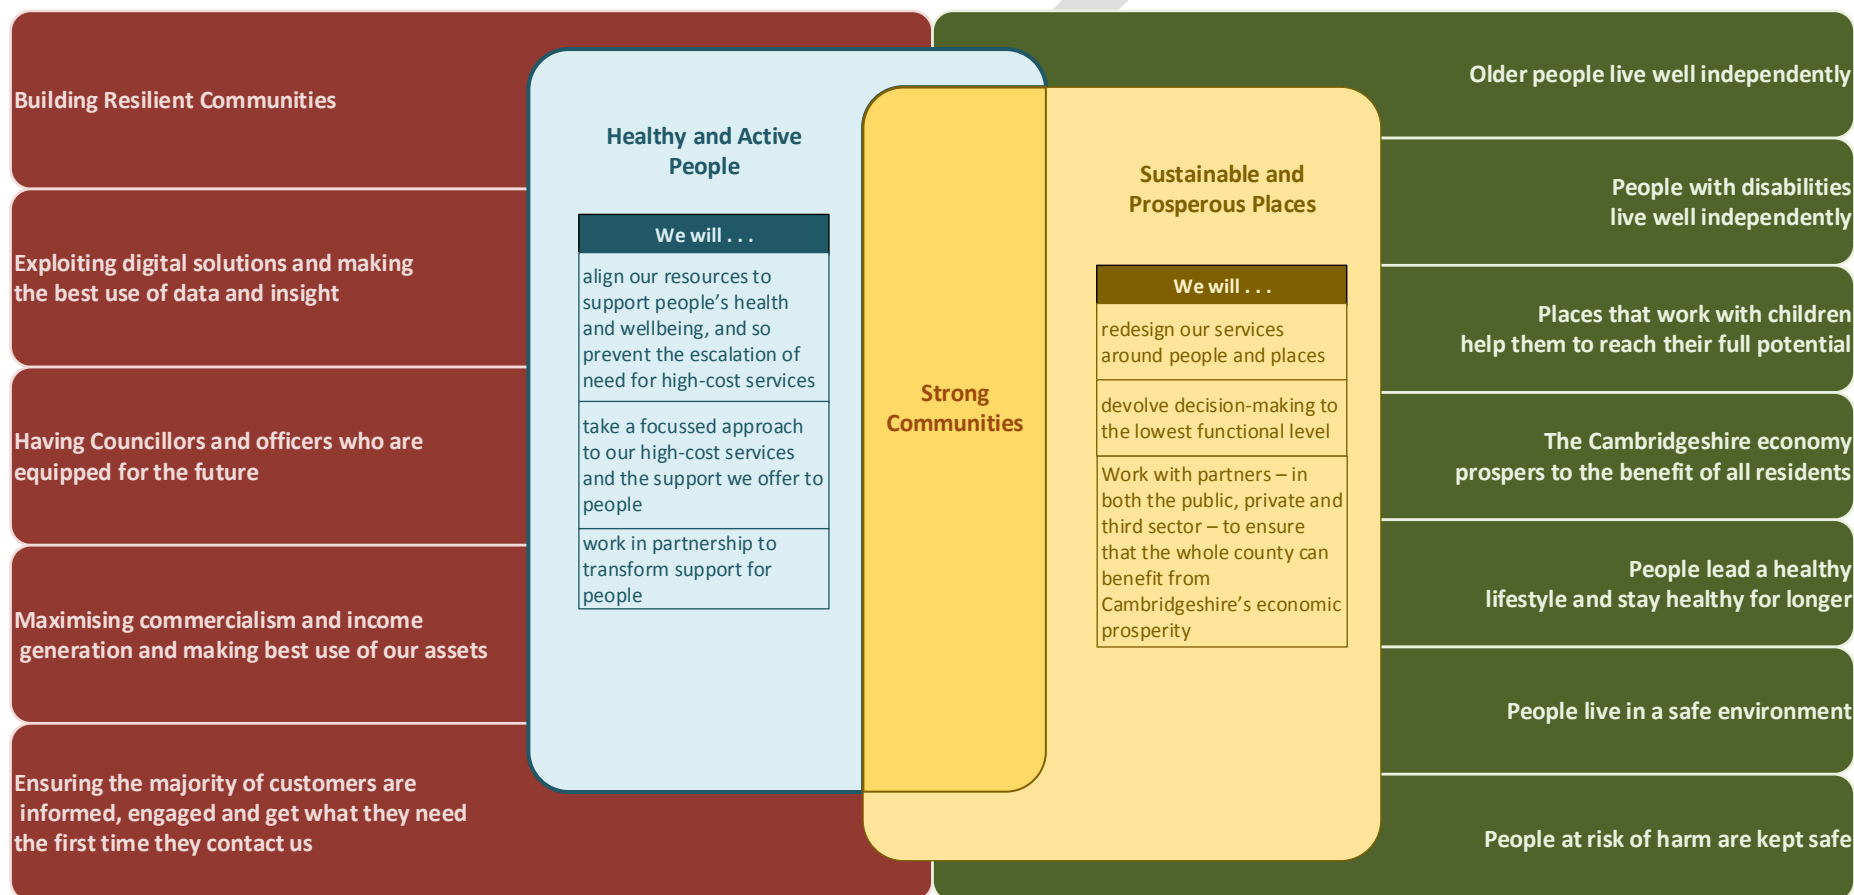 Building Resilient Communities
Exploiting digital solutions and making
the best use of data and insight
Having Councillors and officers who are
equipped for the future
Maximising commercialism and income
generation and making best use of our assets
Ensuring the majority of customers are
informed, engaged and get what they need
the first time they contact us
Healthy and Active
People
We will . . .
align our resources to
support people’s health
and wellbeing, and so
prevent the escalation of
need for high-cost services
take a focussed approach
to our high-cost services
and the support we offer to
people
work in partnership to
transform support for
people
Strong
Communities
Sustainable and
Prosperous Places
We will . . .
redesign our services
around people and places
devolve decision-making to
the lowest functional level
Work with partners – in
both the public, private and
third sector – to ensure
that the whole county can
benefit from
Cambridgeshire’s economic
prosperity
Older people live well independently
People with disabilities
live well independently
Places that work with children
help them to reach their full potential
The Cambridgeshire economy
prospers to the benefit of all residents
People lead a healthy
lifestyle and stay healthy for longer
People live in a safe environment
People at risk of harm are kept safe